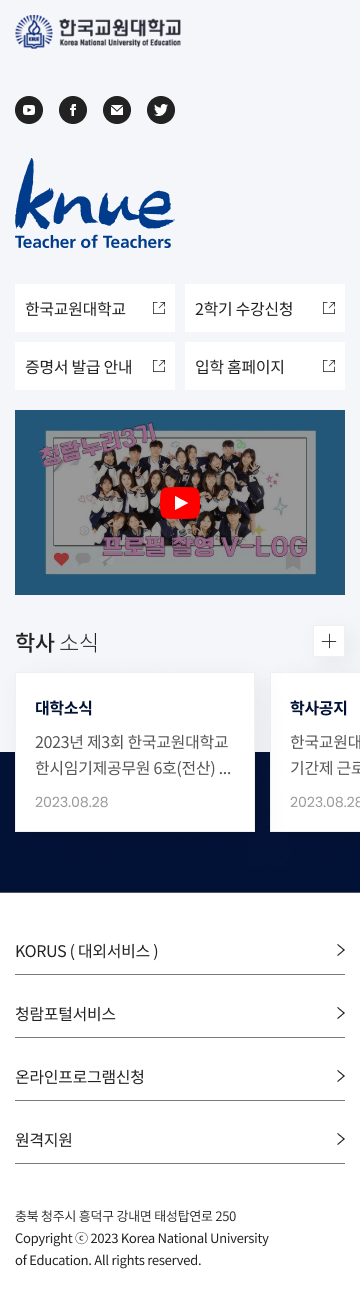 한국교원대학교
Korea National University of Education
KNUE
knue
Teacher of Teachers
한국교원대학교
2학기 수강신청
증명서 발급 안내
입학 홈페이지
청람누리3기
프로필 촬영 V-LOG
학사 소식
대학소식
2023년 제3회 한국교원대학교
한시임기제공무원 6호(전산) ...
2023.08.28
학사공지
한국교원대
기간제 근로
2023.08.28
KORUS ( 대외서비스 )
청람포털서비스
온라인프로그램신청
원격지원
충북 청주시 흥덕구 강내면 태성탑연로 250
Copyright ⓒ 2023 Korea National University
of Education. All rights reserved.